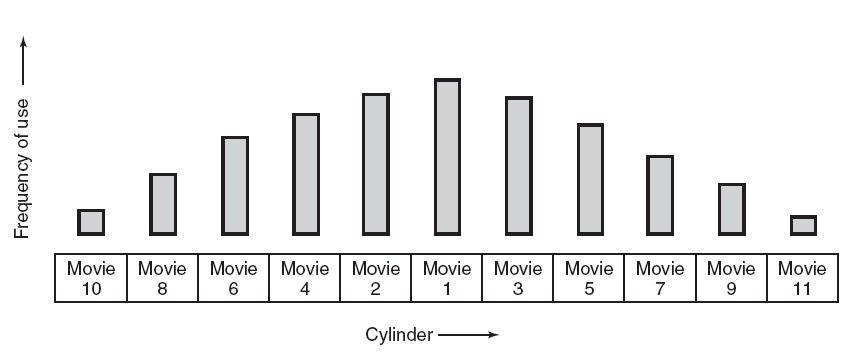 Frequency of use
Movie 10
Movie 8
Movie 6
Movie 4
Movie 2
Movie 1
Movie 3
Movie 5
Movie 7
Movie 9
Movie 11
Cylinder